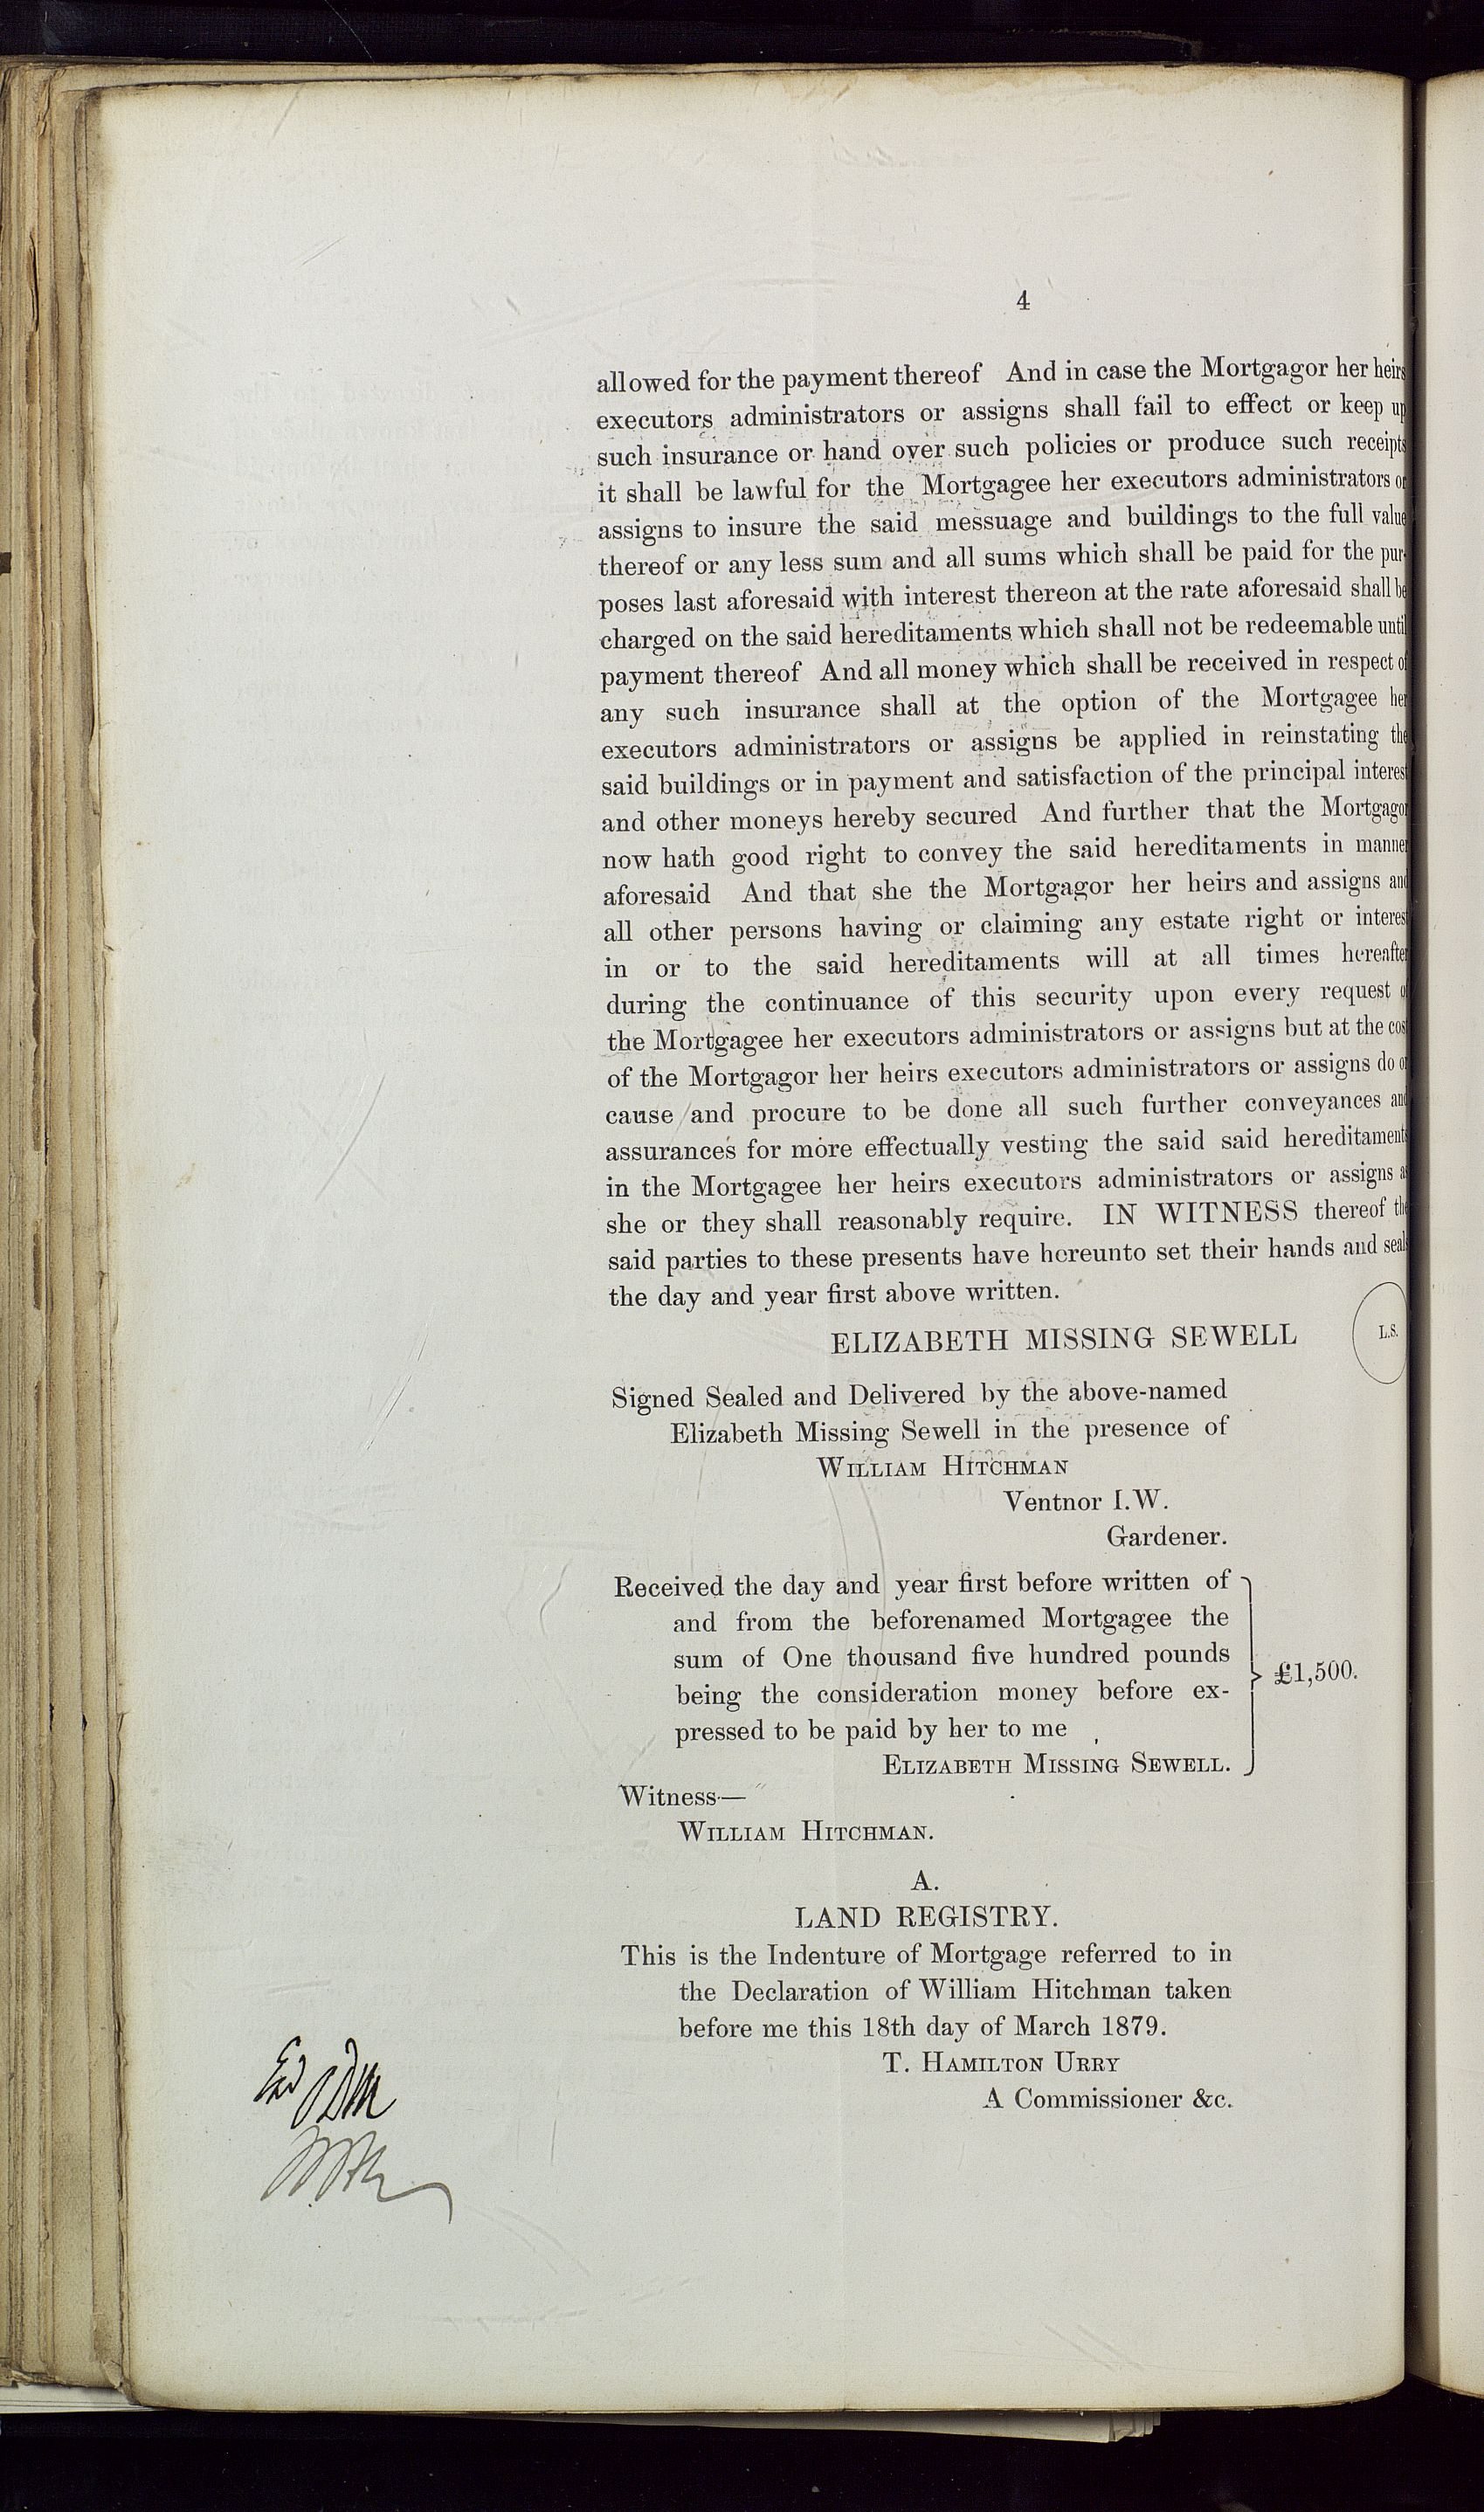 4
allowed for the payment thereof And in case the Mortgagor her heirs
executors administrators or assigns shall fail to effect or keep up
such insurance or hand over such policies or produce such receipts
it shall be lawful for the Mortgagee her executors administrators or
assigns to insure the said messuage and buildings to the full value
thereof or any less sum and all sums which shall be paid for the pur-
poses last aforesaid with interest thereon at the rate aforesaid shall be
charged on the said hereditaments which shall not be redeemable until
payment thereof And all money which shall be received in respect of
any such insurance shall at the option of the Mortgagee her
executors administrators or assigns be applied in reinstating the
said buildings or in payment and satisfaction of the principal interest
and other moneys hereby secured And further that the Mortgagor
now hath good right to convey the said hereditaments in manner
aforesaid And that she the Mortgagor her heirs and assigns and
all other persons having or claiming any estate right or interest
in or to the said hereditaments will at all times hereafter
during the continuance of this security upon every request of
the Mortgagee her executors administrators or assigns but at the cost
of the Mortgagor her heirs executors administrators or assigns do or
cause and procure to be done all such further conveyances and
assurances for more effectually vesting the said said hereditaments
in the Mortgagee her heirs executors administrators or assigns as
she or they shall reasonably require. IN WITNESS thereof the
said parties to these presents have hereunto set their hands and seals
the day and year first above written.
ELIZABETH MISSING SEWELL L.S.
Signed Sealed and Delivered by the above-named
Elizabeth Missing Sewell in the presence of
WILLIAM HITCHMAN
Ventnor I.W.
Gardener.
Received the day and year first before written of
and from the beforenamed Mortgagee the
sum of One thousand five hundred pounds
being the consideration money before ex-
pressed to be paid by her to me
£1,500.
ELIZABETH MISSING SEWELL.
Witness—
WILLIAM HITCHMAN.
A.
LAND REGISTRY.
This is the Indenture of Mortgage referred to in
the Declaration of William Hitchman taken
before me this 18th day of March 1879.
T. HAMILTON URRY
A Commissioner &c.